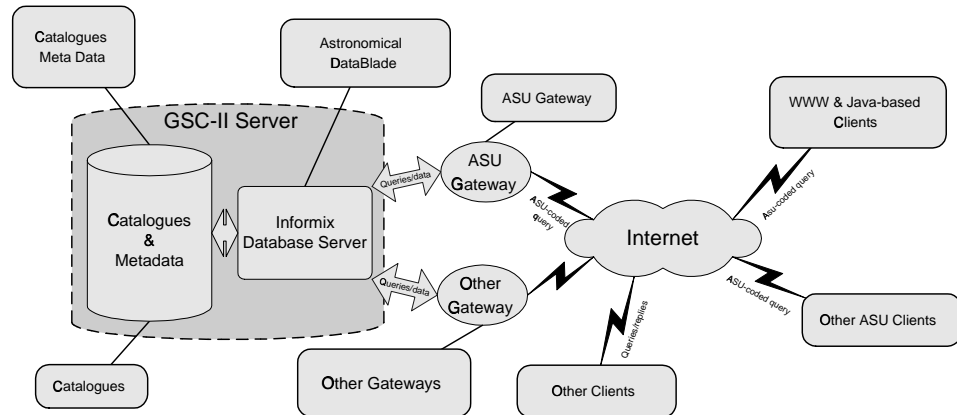 Catalogues
Meta Data
Astronomical
DataBlade
ASU Gateway
WWW & Java-based
Clients
GSC-II Server
Catalogues
&
Metadata
Informix
Database Server
Queries/data
ASU
Gateway
ASU-coded
query
Asu-coded query
Internet
Queries/data
Other
Gateway
ASU-coded query
Queries/replies
Other ASU Clients
Catalogues
Other Gateways
Other Clients